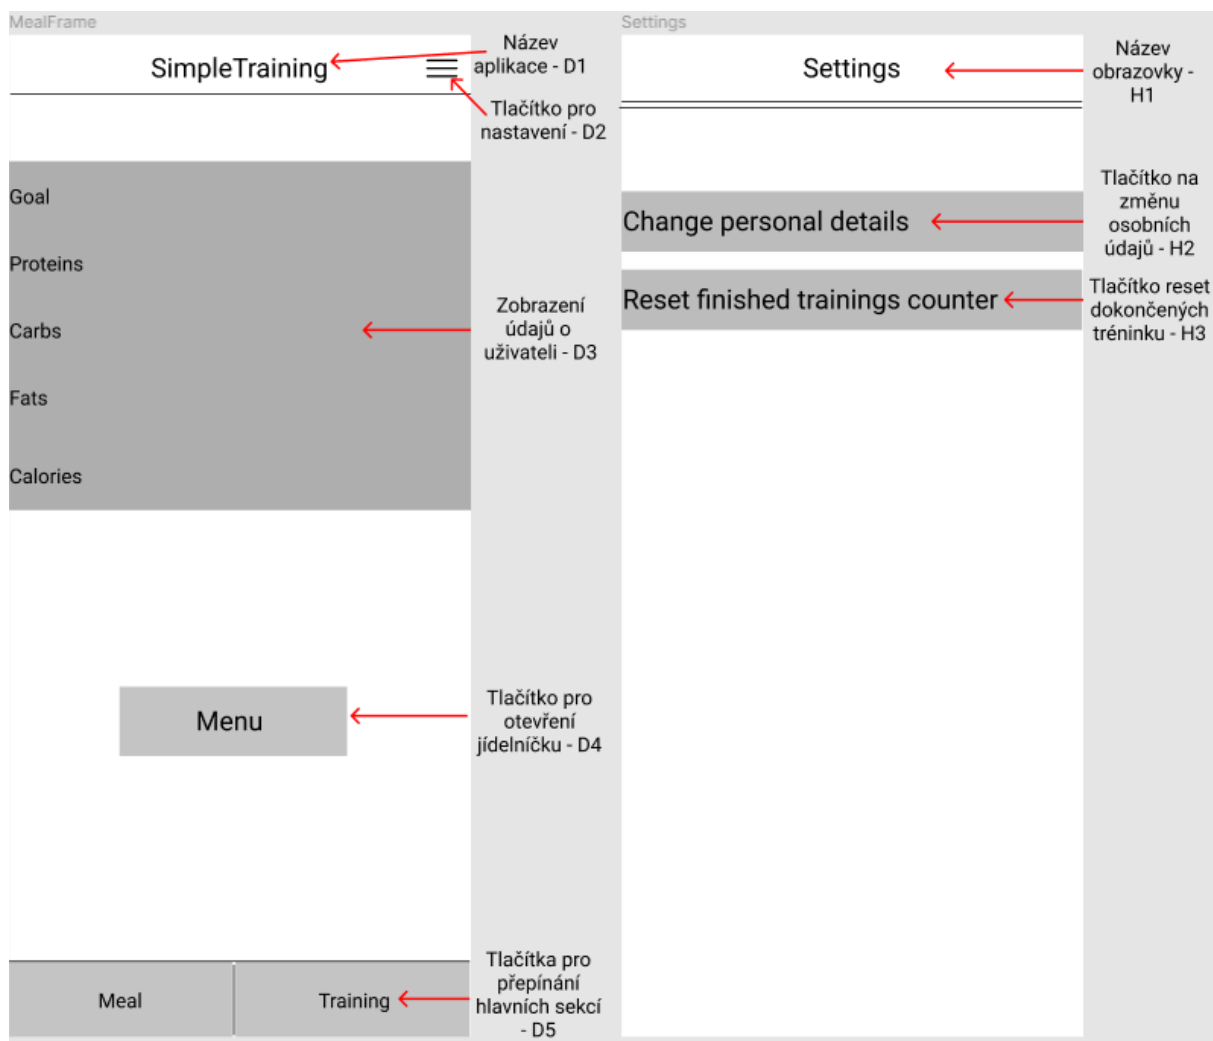 MealFrame
SimpleTraining
Název
aplikace - D1
Tlačítko pro
nastavení - D2
Goal
Proteins
Carbs
Fats
Calories
Zobrazení
údajů o
uživateli - D3
Menu
Tlačítko pro
otevření
jídelníčku - D4
Meal
Training
Tlačítka pro
přepínání
hlavních sekcí
- D5
Settings
Settings
Název
obrazovky -
H1
Change personal details
Tlačítko na
změnu
osobních
údajů - H2
Reset finished trainings counter
Tlačítko reset
dokončených
tréninku - H3